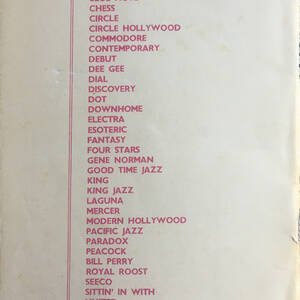 CHESS
CIRCLE
CIRCLE HOLLYWOOD
COMMODORE
CONTEMPORARY
DEBUT
DEE GEE
DIAL
DISCOVERY
DOT
DOWNHOME
ELECTRA
ESOTERIC
FANTASY
FOUR STARS
GENE NORMAN
GOOD TIME JAZZ
KING
KING JAZZ
LAGUNA
MERCER
MODERN HOLLYWOOD
PACIFIC JAZZ
PARADOX
PEACOCK
BILL PERRY
ROYAL ROOST
SEECO
SITTIN' IN WITH